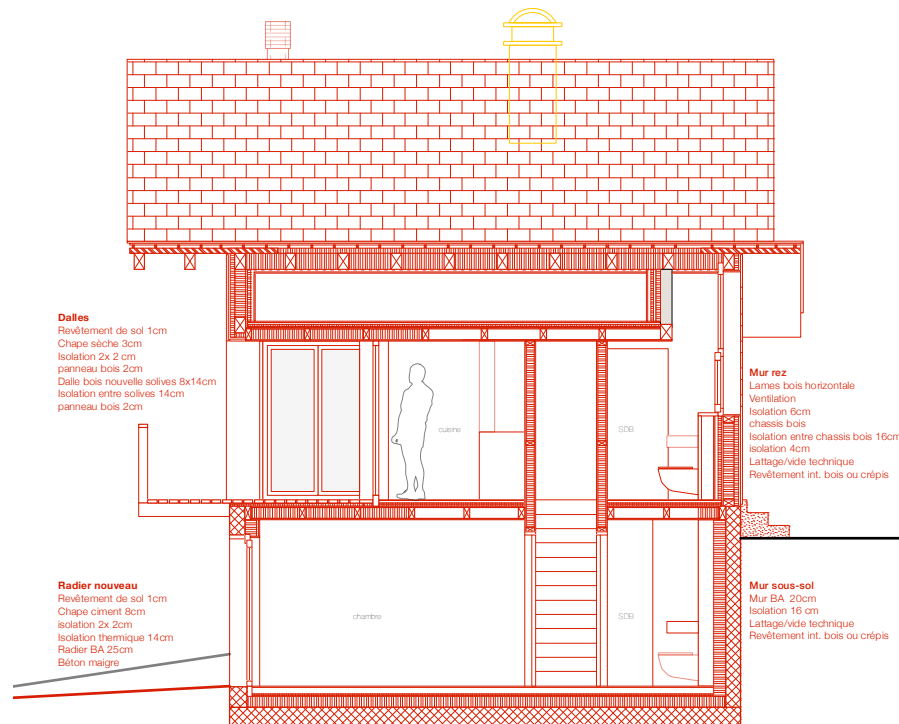 Dalles
Revêtement de sol 1cm
Chape sèche 3cm
Isolation 2x 2 cm
panneau bois 2cm
Dalle bois nouvelle solives 8x14cm
Isolation entre solives 14cm
panneau bois 2cm
Mur rez
Lames bois horizontale
Ventilation
Isolation 6cm
chassis bois
Isolation entre chassis bois 16cm
isolation 4cm
Lattage/vide technique
Revêtement int. bois ou crépis
cuisine
SDB
Radier nouveau
Revêtement de sol 1cm
Chape ciment 8cm
isolation 2x 2cm
Isolation thermique 14cm
Radier BA 25cm
Béton maigre
chambre
SDB
Mur sous-sol
Mur BA 20cm
Isolation 16 cm
Lattage/vide technique
Revêtement int. bois ou crépis